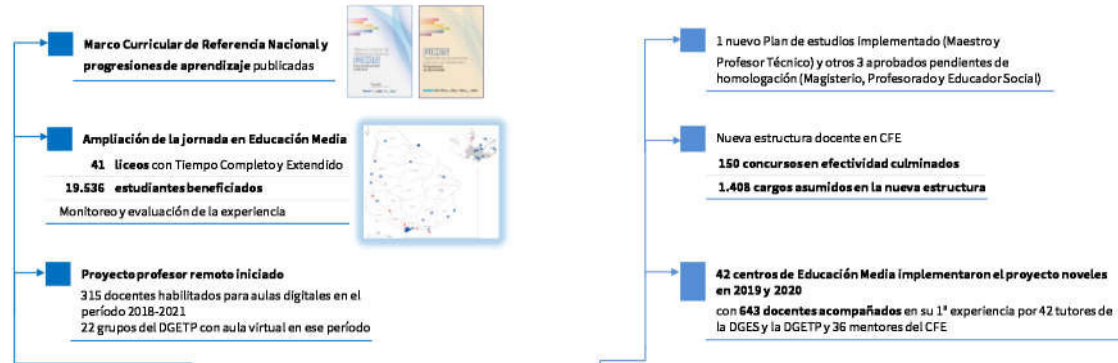 Marco Curricular de Referencia Nacional y
progresiones de aprendizaje publicadas
Ampliación de la jornada en Educación Media
41 liceos con Tiempo Completo y Extendido
19.536 estudiantes beneficiados
Monitoreo y evaluación de la experiencia
Proyecto profesor remoto iniciado
315 docentes habilitados para aulas digitales en el
período 2018-2021
22 grupos del DGETP con aula virtual en ese período
1 nuevo Plan de estudios implementado (Maestro y
Profesor Técnico) y otros 3 aprobados pendientes de
homologación (Magisterio, Profesorado y Educador Social)
Nueva estructura docente en CFE
150 concursos en efectividad culminados
1.408 cargos asumidos en la nueva estructura
42 centros de Educación Media implementaron el proyecto noveles
en 2019 y 2020
con 643 docentes acompañados en su 1ª experiencia por 42 tutores de
la DGES y la DGETP y 36 mentores del CFE